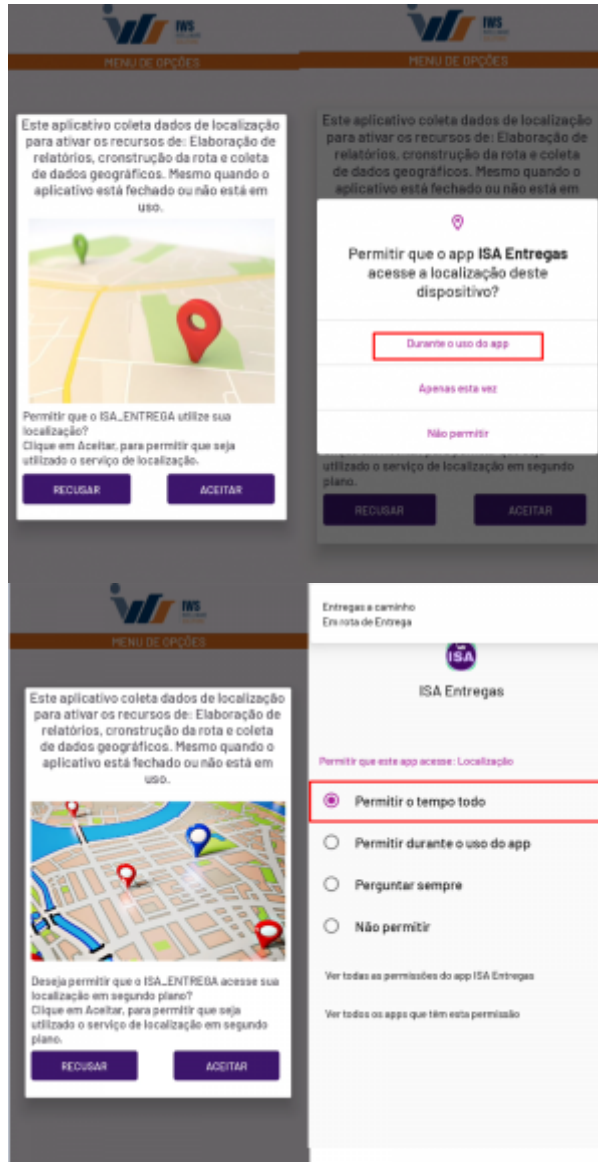 IWS
MENU DE OPÇÕES
Este aplicativo coleta dados de localização
para ativar os recursos de: Elaboração de
relatórios, cronstrução da rota e coleta
de dados geográficos. Mesmo quando o
aplicativo está fechado ou não está em
uso.
Permitir que o ISA_ENTREGA utilize sua
localização?
Clique em Aceitar, para permitir que seja
utilizado o serviço de localização.
RECUSAR
ACEITAR
IWS
MENU DE OPÇÕES
Este aplicativo coleta dados de localização
para ativar os recursos de: Elaboração de
relatórios, cronstrução da rota e coleta
de dados geográficos. Mesmo quando o
aplicativo está fechado ou não está em
Permitir que o app ISA Entregas
acesse a localização deste
dispositivo?
Durante o uso do app
Apenas esta vez
Não permitir
utilizado o serviço de localização em segundo
plano.
RECUSAR
ACEITAR
IWS
MENU DE OPÇÕES
Este aplicativo coleta dados de localização
para ativar os recursos de: Elaboração de
relatórios, cronstrução da rota e coleta
de dados geográficos. Mesmo quando o
aplicativo está fechado ou não está em
uso.
Deseja permitir que o ISA_ENTREGA acesse sua
localização em segundo plano?
Clique em Aceitar, para permitir que seja
utilizado o serviço de localização em segundo
plano.
RECUSAR
ACEITAR
Entregas a caminho
Em rota de Entrega
ISA
ISA Entregas
Permitir que este app acesse: Localização
Permitir o tempo todo
Permitir durante o uso do app
Perguntar sempre
Não permitir
Ver todas as permissões do app ISA Entregas
Ver todos os apps que têm esta permissão